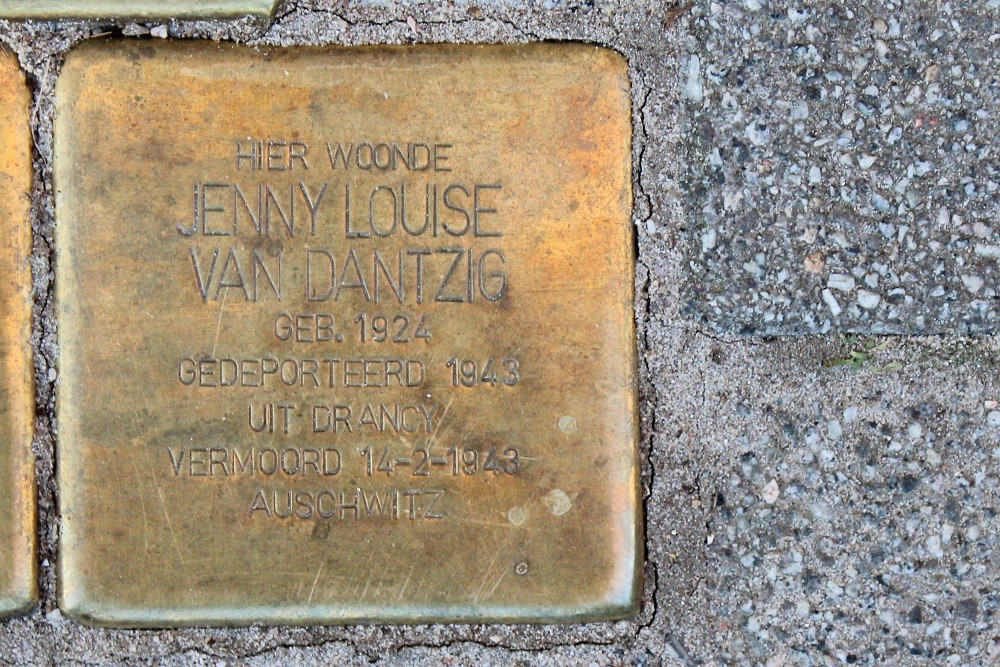 HIER WOONDE
JENNY LOUISE
VAN DANTZIG
GEB. 1924
GEDEPORTEERD 1943
UIT DRANCY
VERMOORD 14-2-1943
AUSCHWITZ